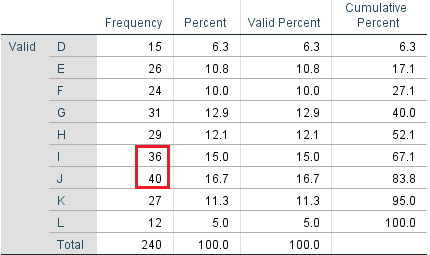 Frequency Percent Valid Percent Cumulative Percent
Valid D 15 6.3 6.3 6.3
E 26 10.8 10.8 17.1
F 24 10.0 10.0 27.1
G 31 12.9 12.9 40.0
H 29 12.1 12.1 52.1
I 36 15.0 15.0 67.1
J 40 16.7 16.7 83.8
K 27 11.3 11.3 95.0
L 12 5.0 5.0 100.0
Total 240 100.0 100.0